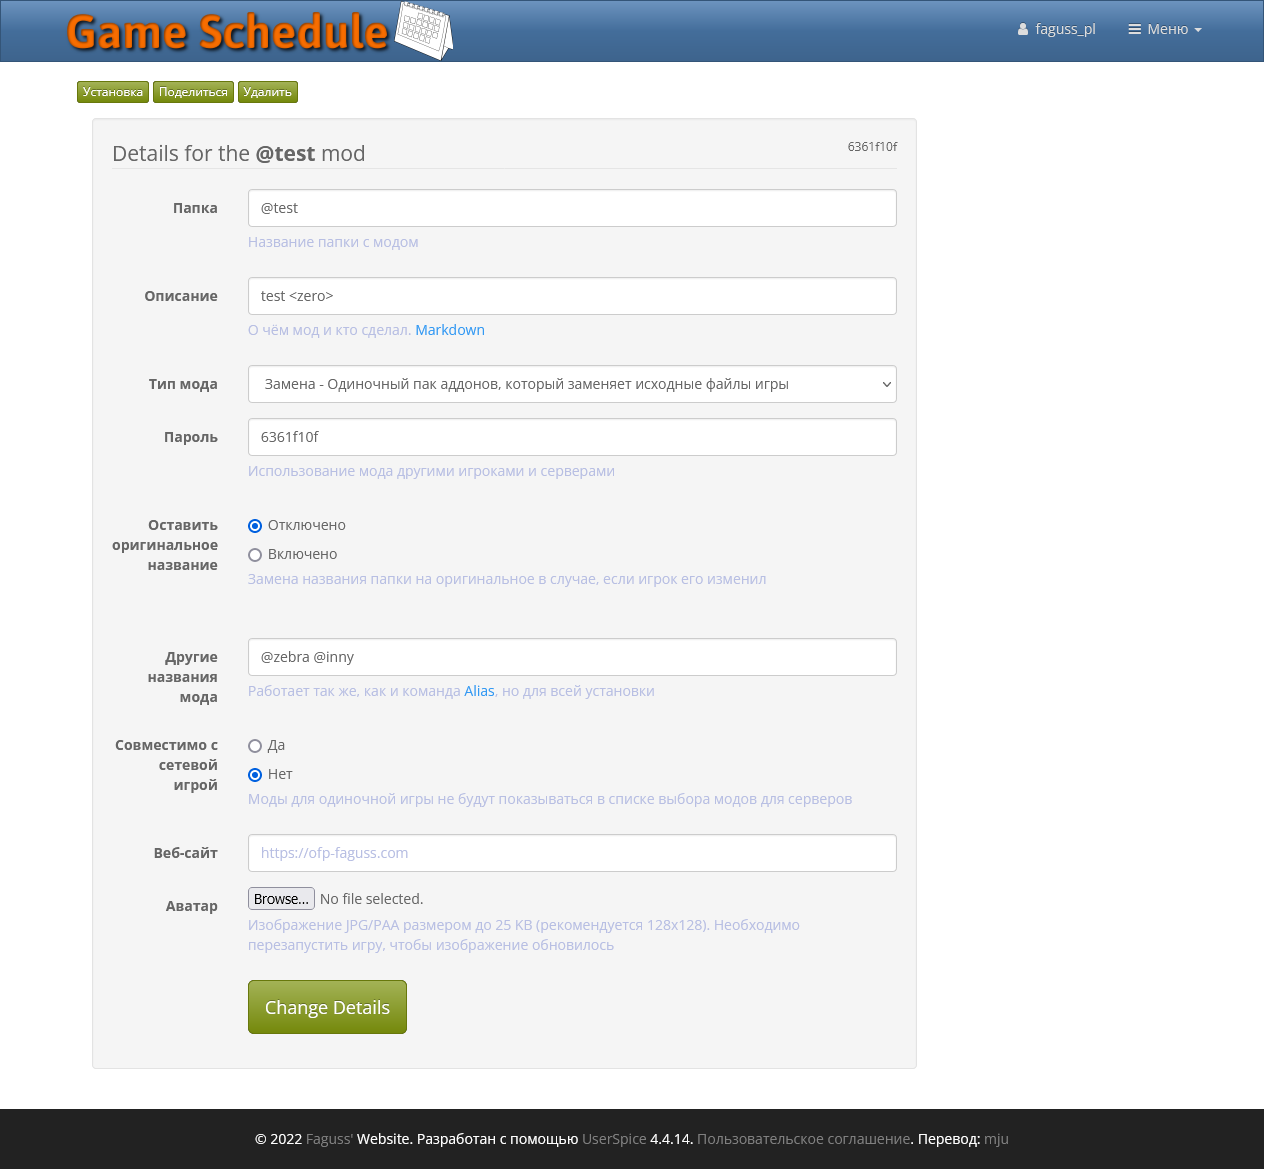 Game Schedule
faguss_pl
Меню
Установка Поделиться Удалить
Details for the @test mod
6361f10f
Папка
@test
Название папки с модом
Описание
test <zero>
О чём мод и кто сделал. Markdown
Тип мода
Замена - Одиночный пак аддонов, который заменяет исходные файлы игры
Пароль
6361f10f
Использование мода другими игроками и серверами
Оставить
оригинальное
название
Отключено
Включено
Замена названия папки на оригинальное в случае, если игрок его изменил
Другие
названия
мода
@zebra @inny
Работает так же, как и команда Alias, но для всей установки
Совместимо с
сетевой
игрой
Да
Нет
Моды для одиночной игры не будут показываться в списке выбора модов для серверов
Веб-сайт
https://ofp-faguss.com
Аватар
Browse... No file selected.
Изображение JPG/PAA размером до 25 KB (рекомендуется 128x128). Необходимо
перезапустить игру, чтобы изображение обновилось
Change Details
© 2022 Faguss' Website. Разработан с помощью UserSpice 4.4.14. Пользовательское соглашение. Перевод: mju